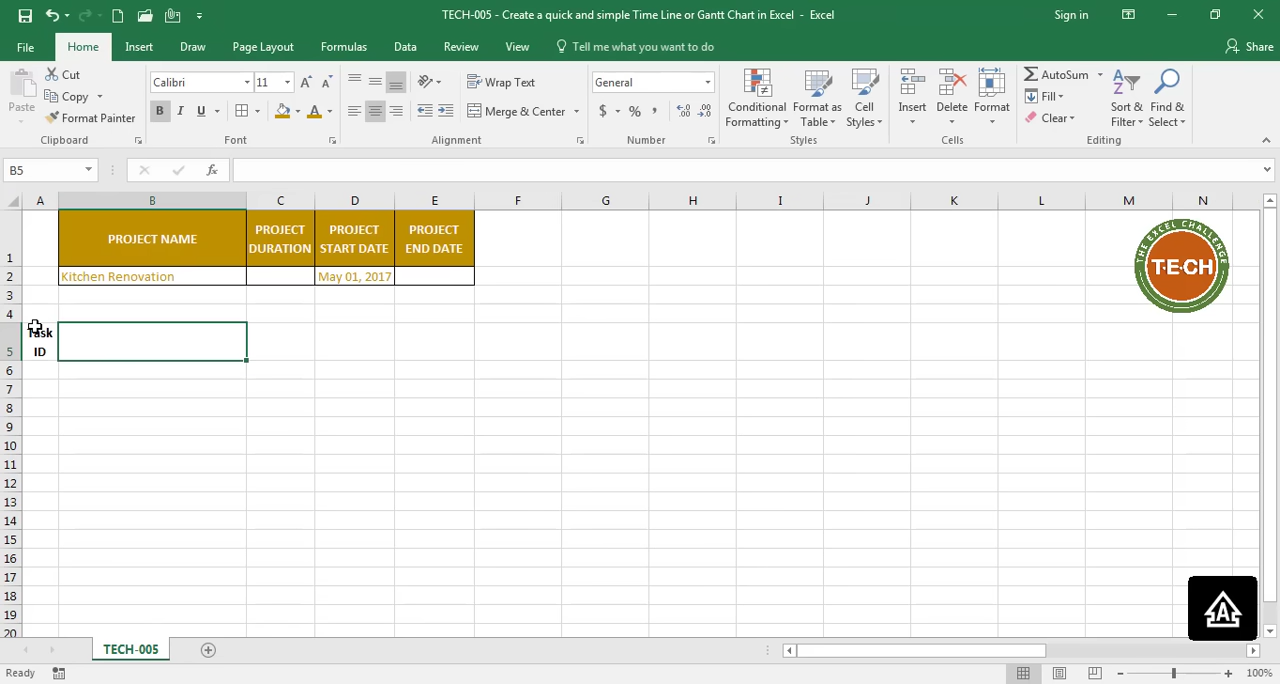 TECH-005 - Create a quick and simple Time Line or Gantt Chart in Excel - Excel
Sign in
File Home Insert Draw Page Layout Formulas Data Review View Tell me what you want to do Share
Paste
Cut
Copy
Format Painter
Clipboard
Calibri 11
B I U
Font
Wrap Text
Merge & Center
Alignment
General
$ % ,
Number
Conditional Formatting
Format as Table
Cell Styles
Styles
Insert
Delete
Format
Cells
AutoSum
Fill
Clear
Sort & Filter
Find & Select
Editing
B5
fx
A B C D E F G H I J K L M N
1
PROJECT NAME
PROJECT DURATION
PROJECT START DATE
PROJECT END DATE
THE EXCEL CHALLENGE
T·E·CH
2 Kitchen Renovation May 01, 2017
3
4
5 Task ID
6
7
8
9
10
11
12
13
14
15
16
17
18
19
20
A
TECH-005
Ready
100%